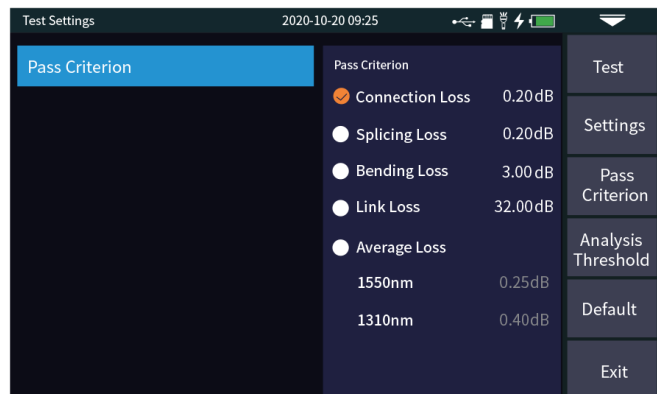 Test Settings 2020-10-20 09:25
Pass Criterion
Pass Criterion
Connection Loss 0.20dB
Splicing Loss 0.20dB
Bending Loss 3.00dB
Link Loss 32.00dB
Average Loss
1550nm 0.25dB
1310nm 0.40dB
Test
Settings
Pass
Criterion
Analysis
Threshold
Default
Exit